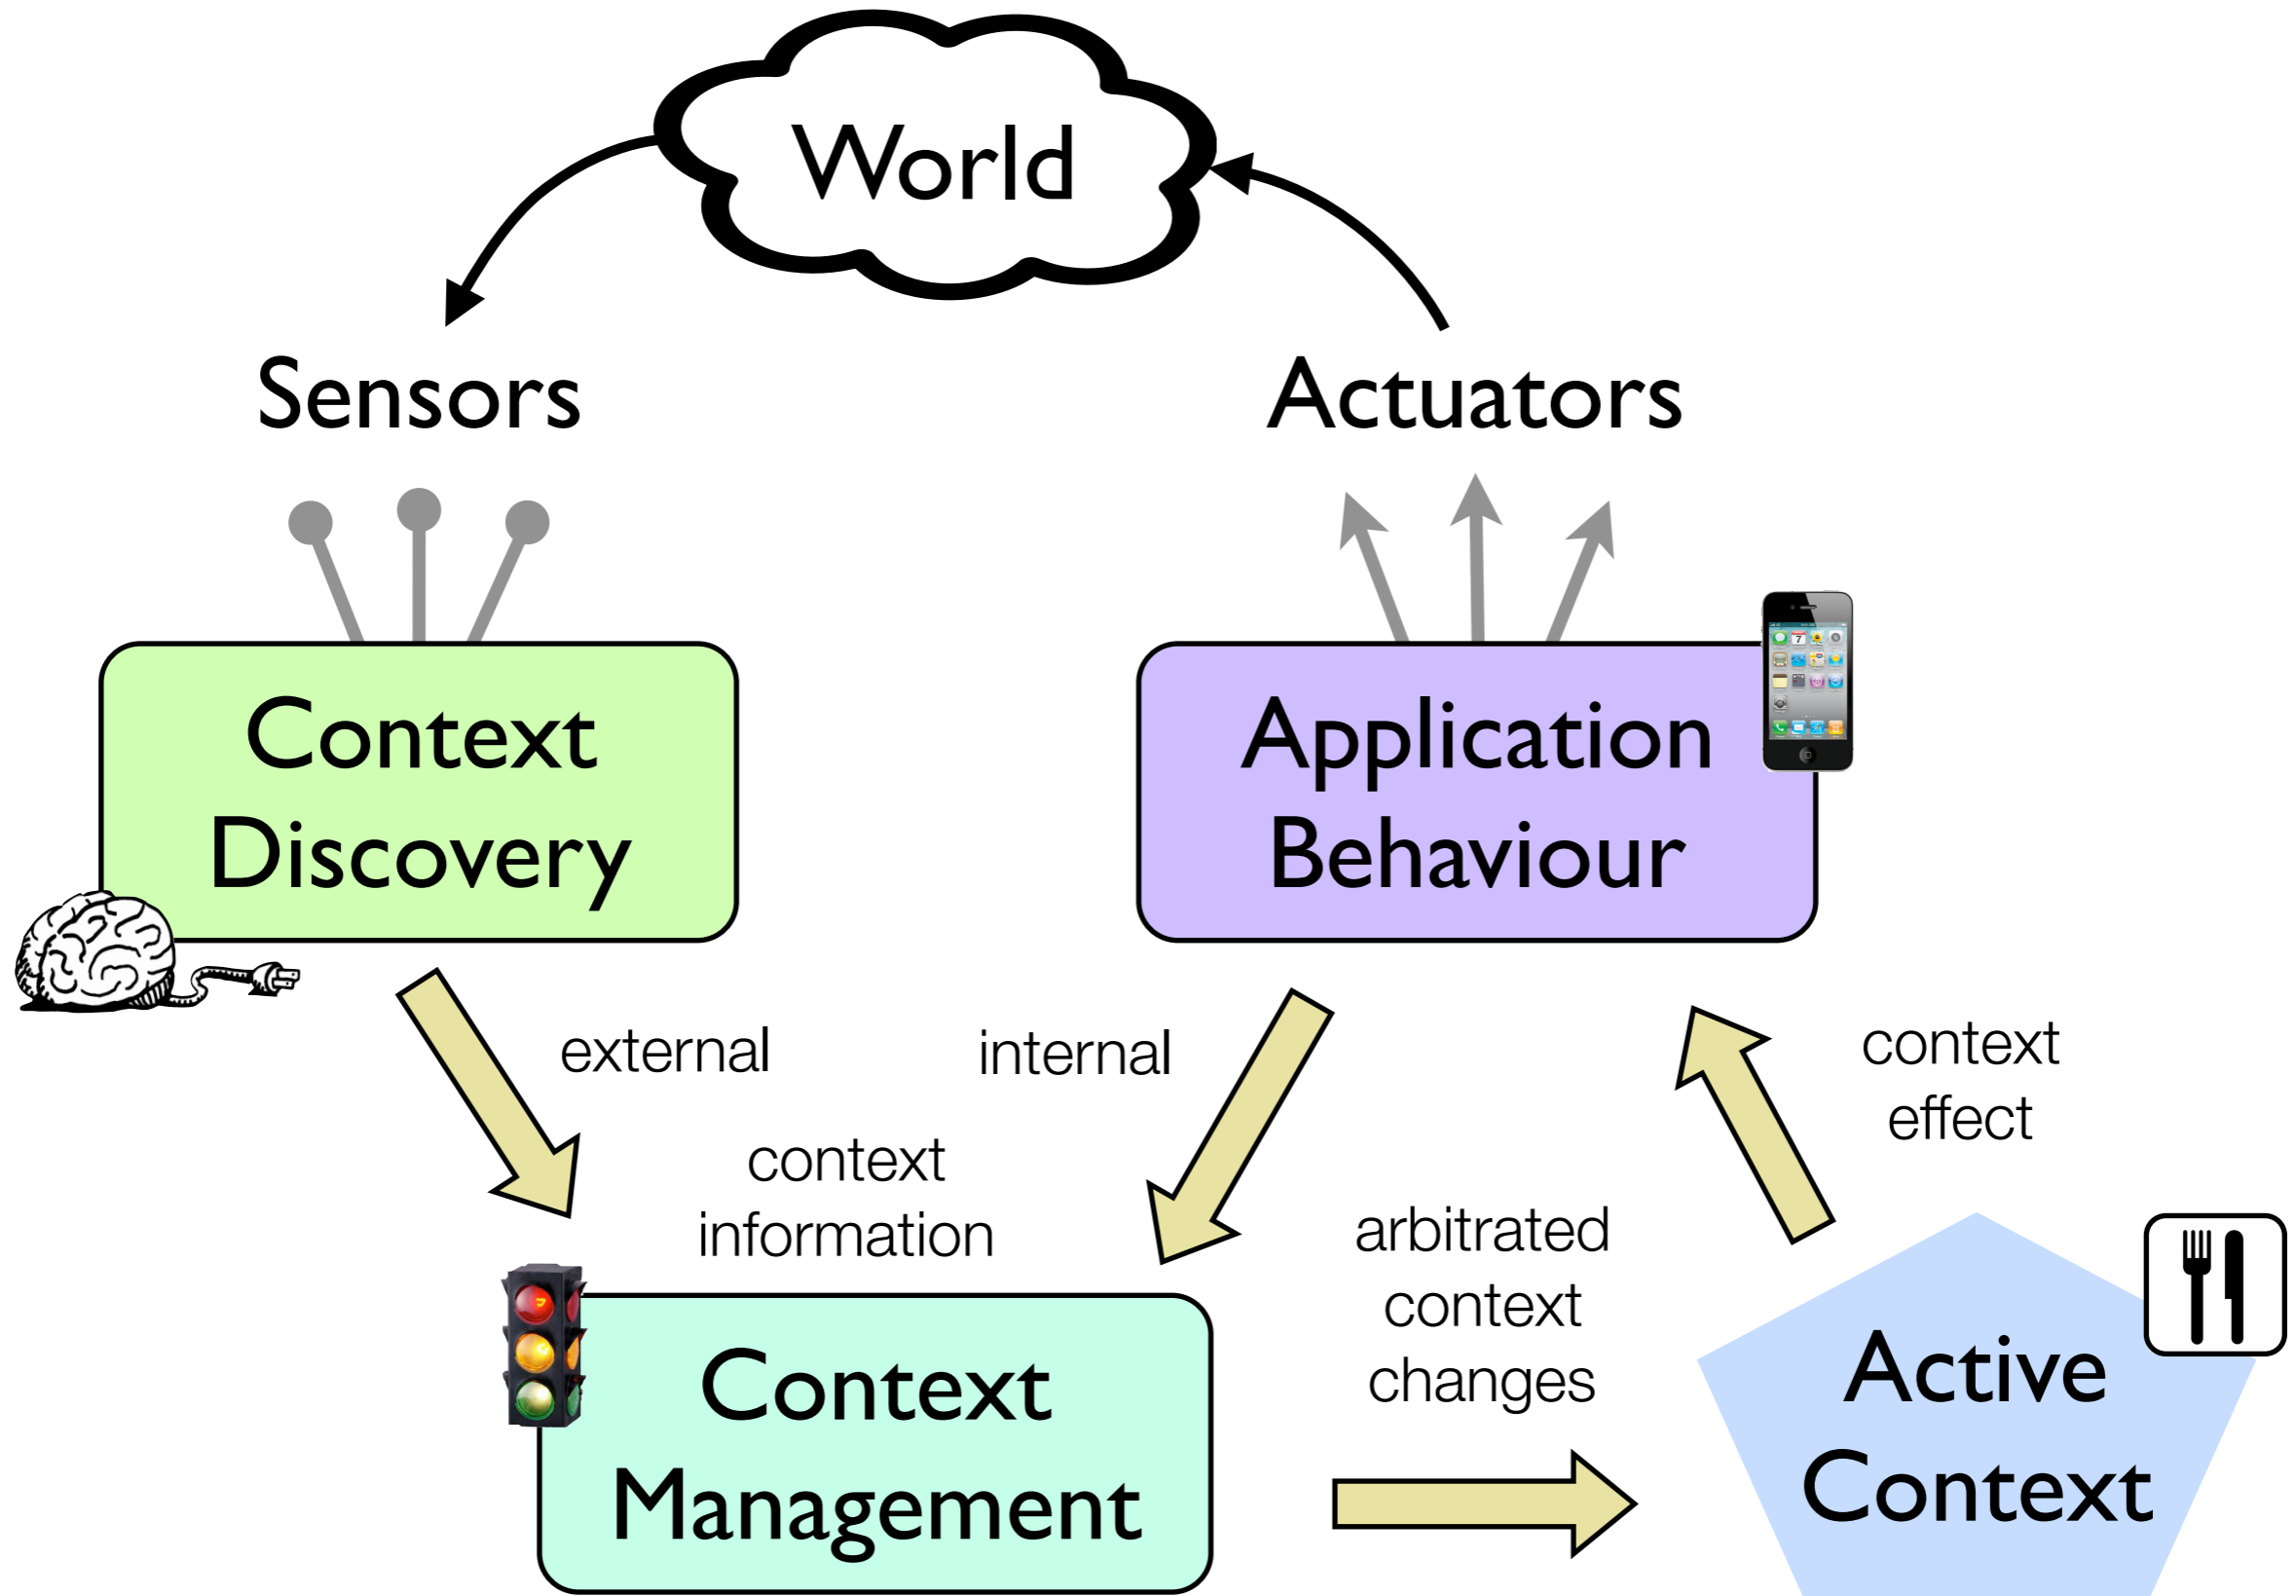 World
Sensors
Actuators
Context
Discovery
Application
Behaviour
7
external
internal
context
effect
context
information
arbitrated
context
changes
Context
Management
Active
Context